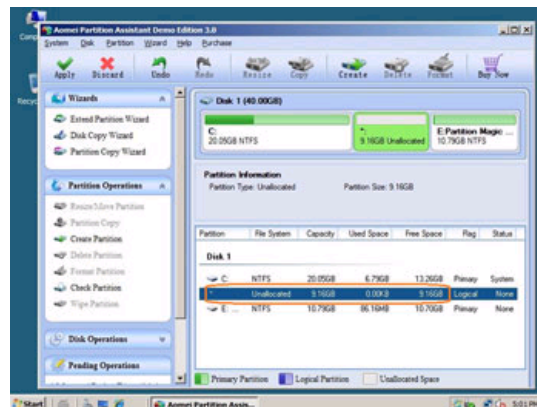 Comp
Recyc
Aomei Partition Assistant Demo Edition 3.0
System Disk Partition Wizard Help Purchase
Apply Discard Undo Redo Resize Copy Create Delete Format Buy Now
Wizards
Extend Partition Wizard
Disk Copy Wizard
Partition Copy Wizard
Partition Operations
Resize/Move Partition
Partition Copy
Create Partition
Delete Partition
Format Partition
Check Partition
Wipe Partition
Disk Operations
Pending Operations
Disk 1 (40.00GB)
C:
20.05GB NTFS
*:
9.16GB Unallocated
E:Partition Magic ...
10.79GB NTFS
Partition Information
Partition Type: Unallocated Partition Size: 9.16GB
Partition File System Capacity Used Space Free Space Flag Status
Disk 1
C: NTFS 20.05GB 6.79GB 13.26GB Primary System
* Unallocated 9.16GB 0.00KB 9.16GB Logical None
E: ... NTFS 10.79GB 86.16MB 10.70GB Primary None
Primary Partition Logical Partition Unallocated Space
Start Aomei Partition Assis... 5:01 PM